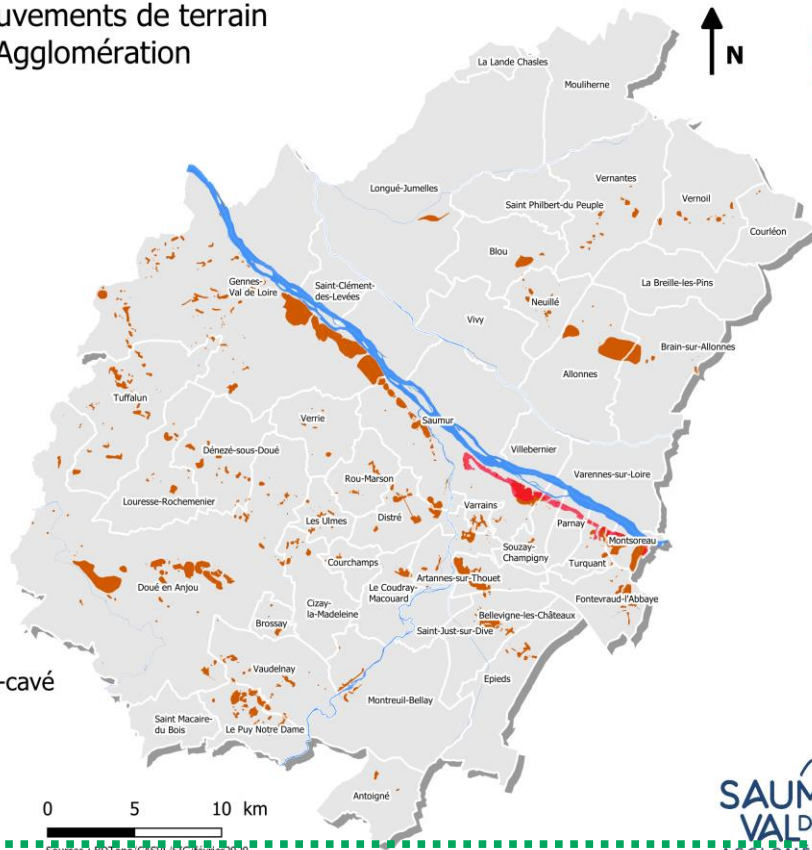 uvements de terrain
Agglomération
N
La Lande Chasles
Mouliherne
Longué-Jumelles
Vernantes
Saint Philbert-du Peuple
Vernoil
Courléon
Blou
Gennes-
Val de Loire
Saint-Clément-
des-Levées
La Breille-les-Pins
Neuillé
Vivy
Brain-sur-Allonnes
Allonnes
Tuffalun
Verrie
Saumur
Dénezé-sous-Doué
Villebernier
Rou-Marson
Varennes-sur-Loire
Louresse-Rochemenier
Varrains
Les Ulmes
Distré
Parnay
Montsoreau
Souzay-
Champigny
Courchamps
Turquant
Artannes-sur-Thouet
Doué en Anjou
Le Coudray-
Macouard
Fontevraud-l'Abbaye
Cizay-
la-Madeleine
Bellevigne-les-Châteaux
Brossay
Saint-Just-sur-Dive
Vaudelnay
Epieds
-cavé
Montreuil-Bellay
Saint Macaire-
du Bois
Le Puy Notre Dame
Antoigné
0 5 10 km
SAUM
VAL D